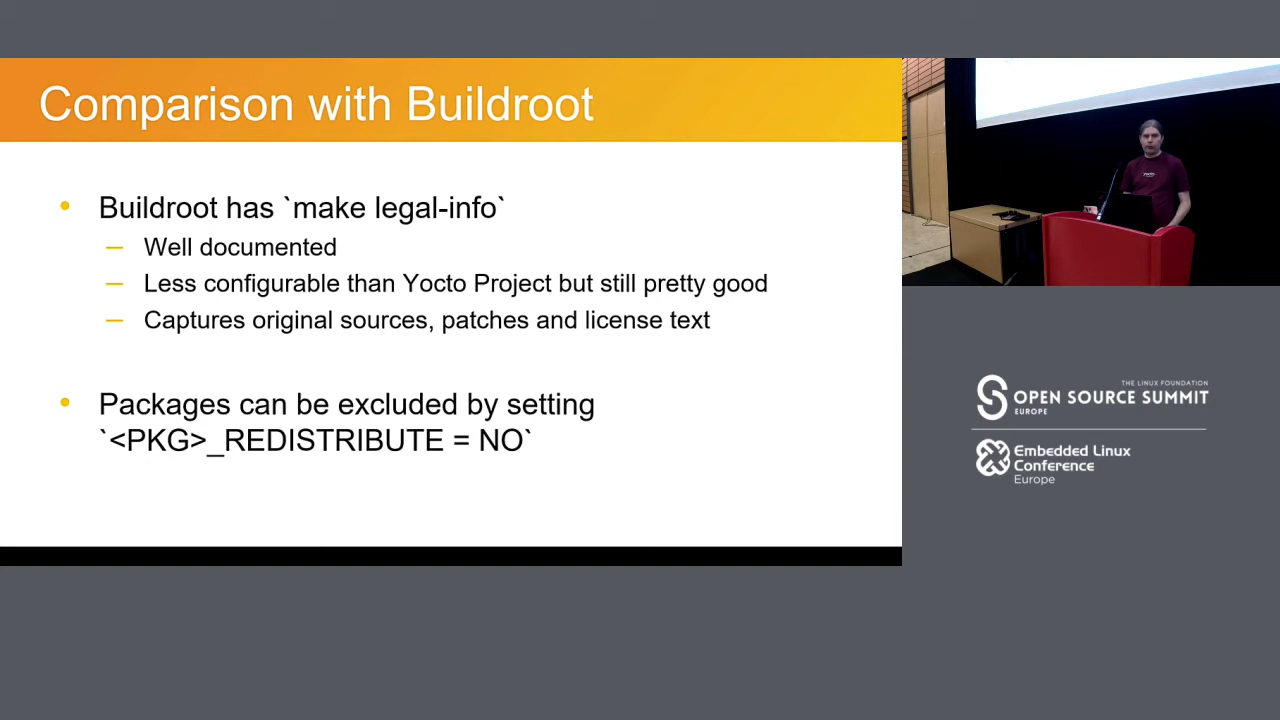 Comparison with Buildroot
• Buildroot has `make legal-info`
– Well documented
– Less configurable than Yocto Project but still pretty good
– Captures original sources, patches and license text
• Packages can be excluded by setting
`<PKG>_REDISTRIBUTE = NO`
yocto
THE LINUX FOUNDATION
OPEN SOURCE SUMMIT
EUROPE
Embedded Linux
Conference
Europe